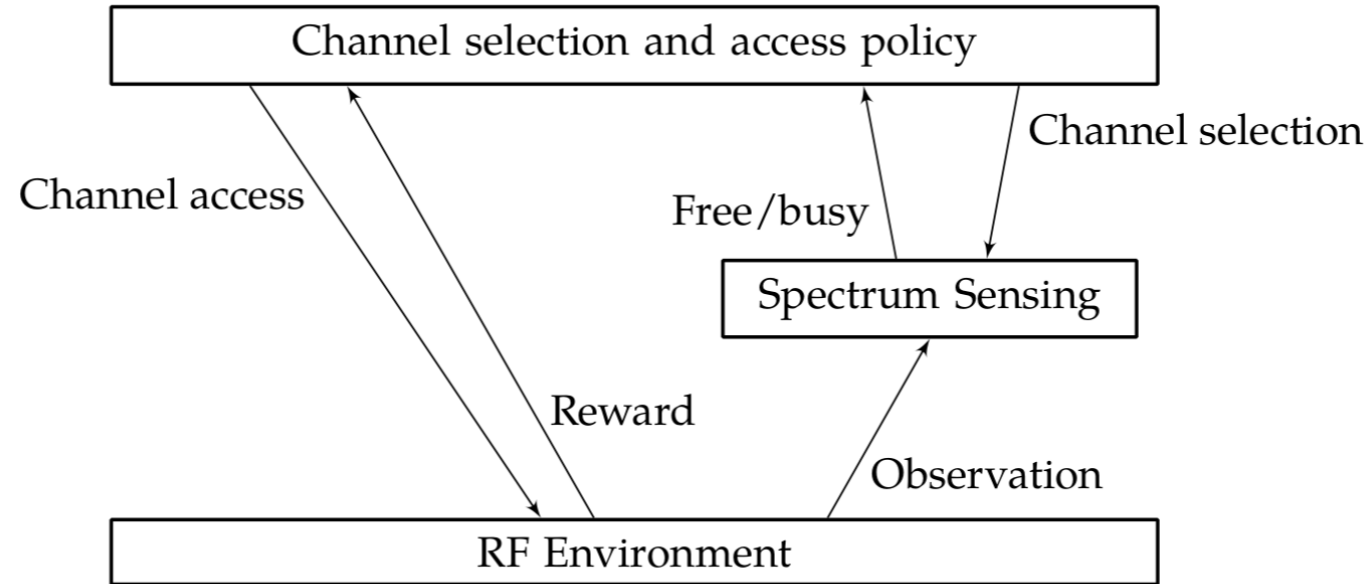 Channel selection and access policy
Channel selection
Channel access
Free/busy
Spectrum Sensing
Reward
Observation
RF Environment